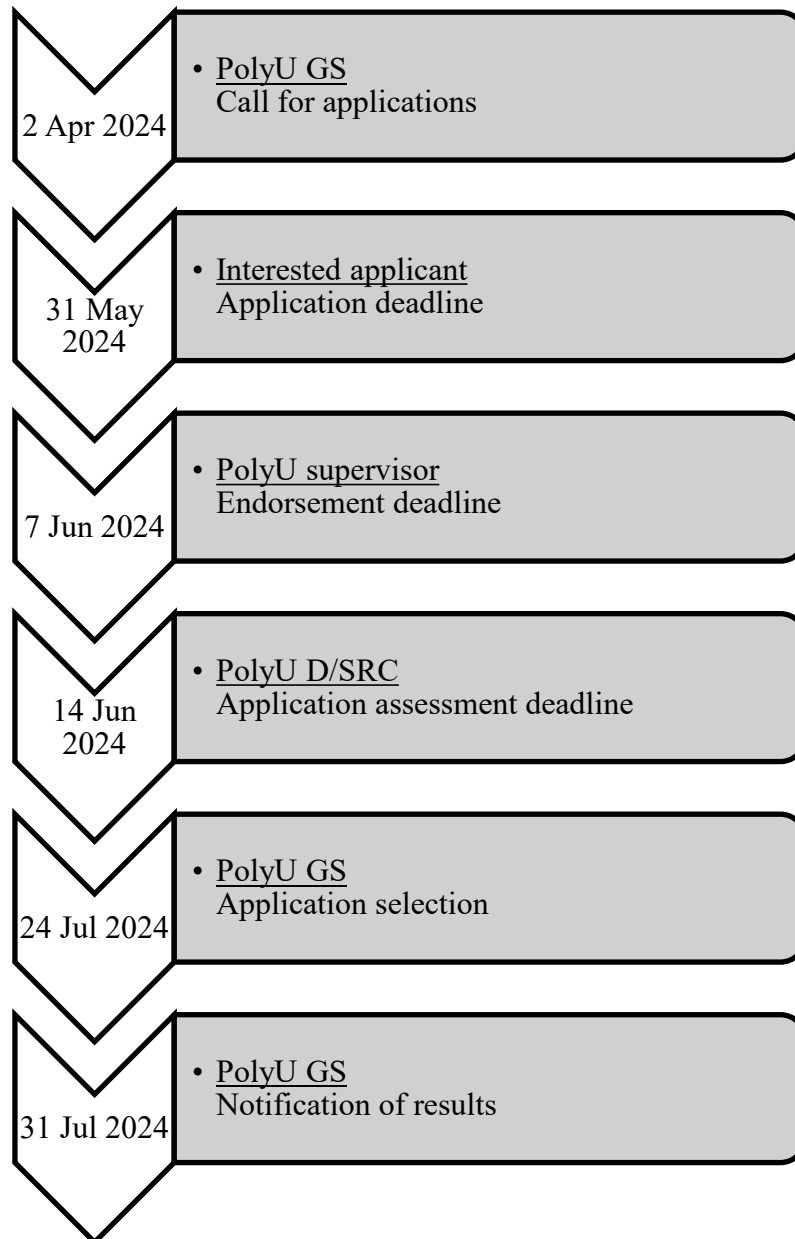 2 Apr 2024
• PolyU GS
Call for applications
31 May
2024
• Interested applicant
Application deadline
7 Jun 2024
• PolyU supervisor
Endorsement deadline
14 Jun
2024
• PolyU D/SRC
Application assessment deadline
24 Jul 2024
• PolyU GS
Application selection
31 Jul 2024
• PolyU GS
Notification of results